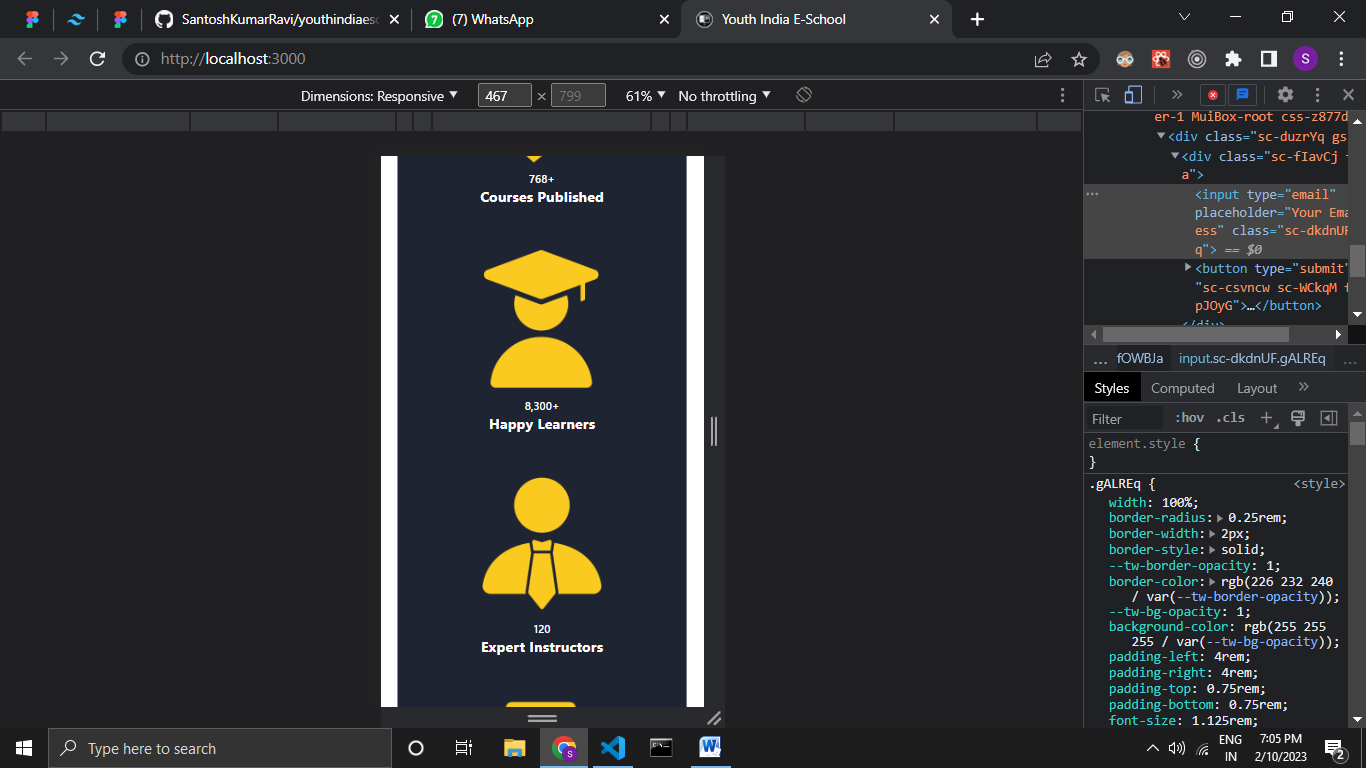 SantoshKumarRavi/youthindiaesc
(7) WhatsApp
Youth India E-School
http://localhost:3000
S
Dimensions: Responsive
467 × 799
61%
No throttling
768+
Courses Published
8,300+
Happy Learners
120
Expert Instructors
er-1 MuiBox-root css-z877d
<div class="sc-duzrYq gs
<div class="sc-fIavCj
a">
<input type="email"
placeholder="Your Ema
ess" class="sc-dkdnUF
q"> == $0
<button type="submit"
"sc-csvncw sc-WCkqM f
pJOyG">…</button>
</div>
... fOWBJa input.sc-dkdnUF.gALREq ...
Styles Computed Layout »
Filter :hov .cls +
element.style {
}
.gALREq { <style>
width: 100%;
border-radius: 0.25rem;
border-width: 2px;
border-style: solid;
--tw-border-opacity: 1;
border-color: rgb(226 232 240
/ var(--tw-border-opacity));
--tw-bg-opacity: 1;
background-color: rgb(255 255
255 / var(--tw-bg-opacity));
padding-left: 4rem;
padding-right: 4rem;
padding-top: 0.75rem;
padding-bottom: 0.75rem;
font-size: 1.125rem;
Type here to search
ENG
IN
7:05 PM
2/10/2023
2